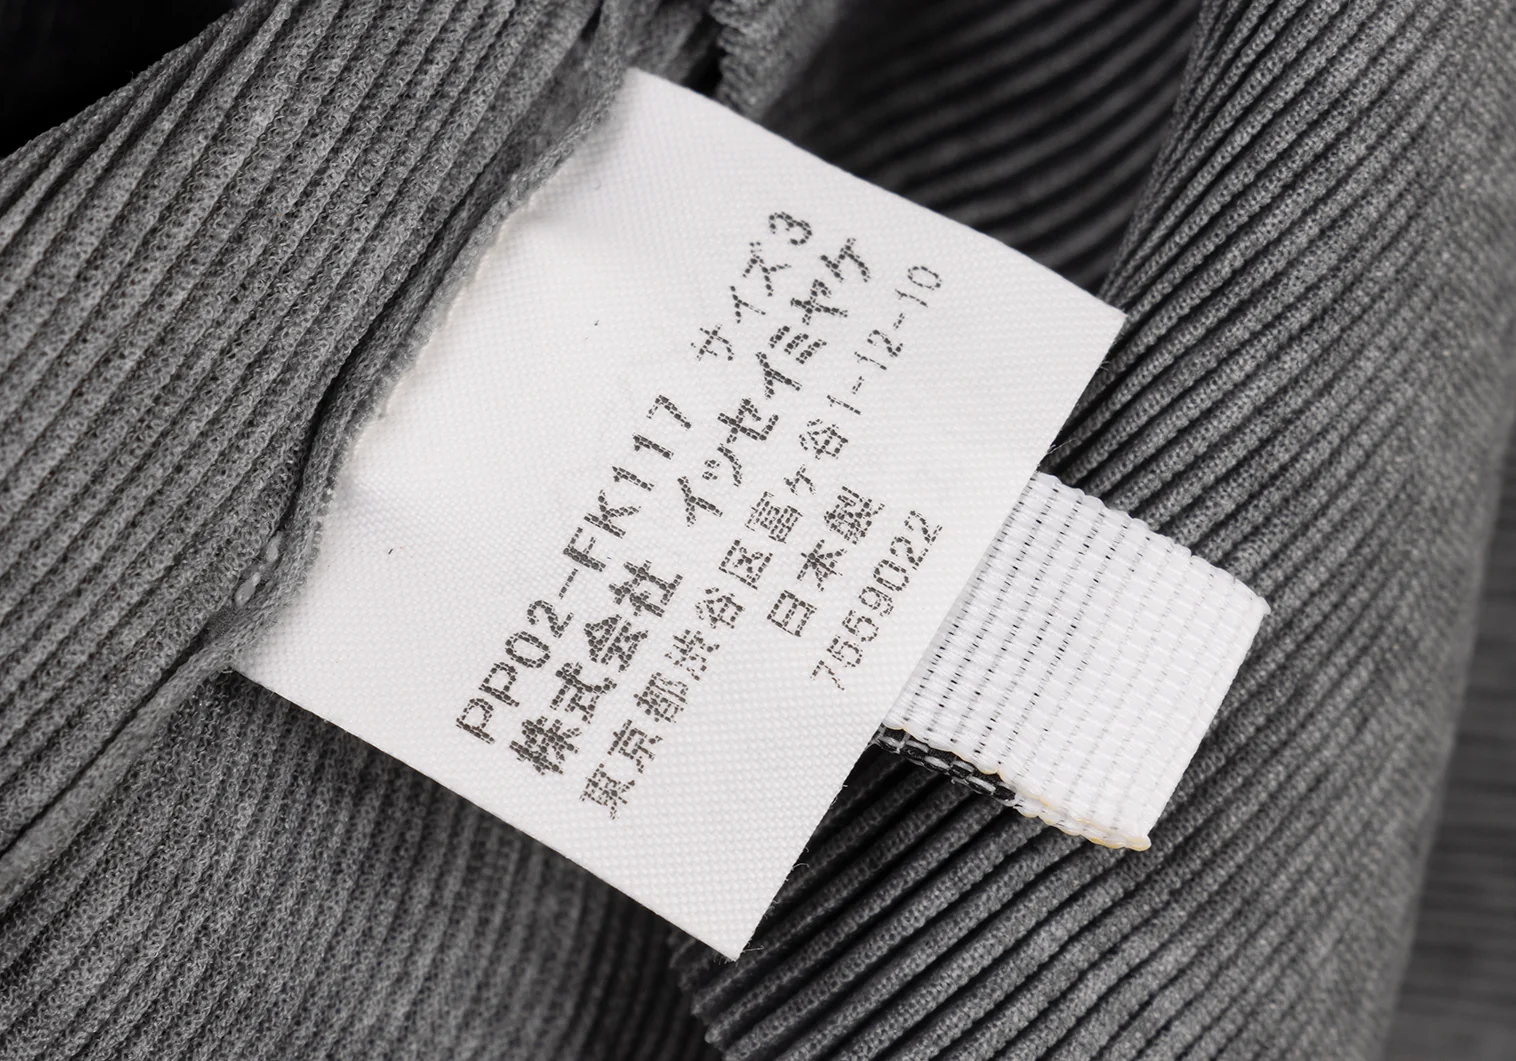 PP02-FK117 サイズ3
株式会社 イッセイミヤケ
東京都渋谷区富ヶ谷1-12-10
日本製
7559022